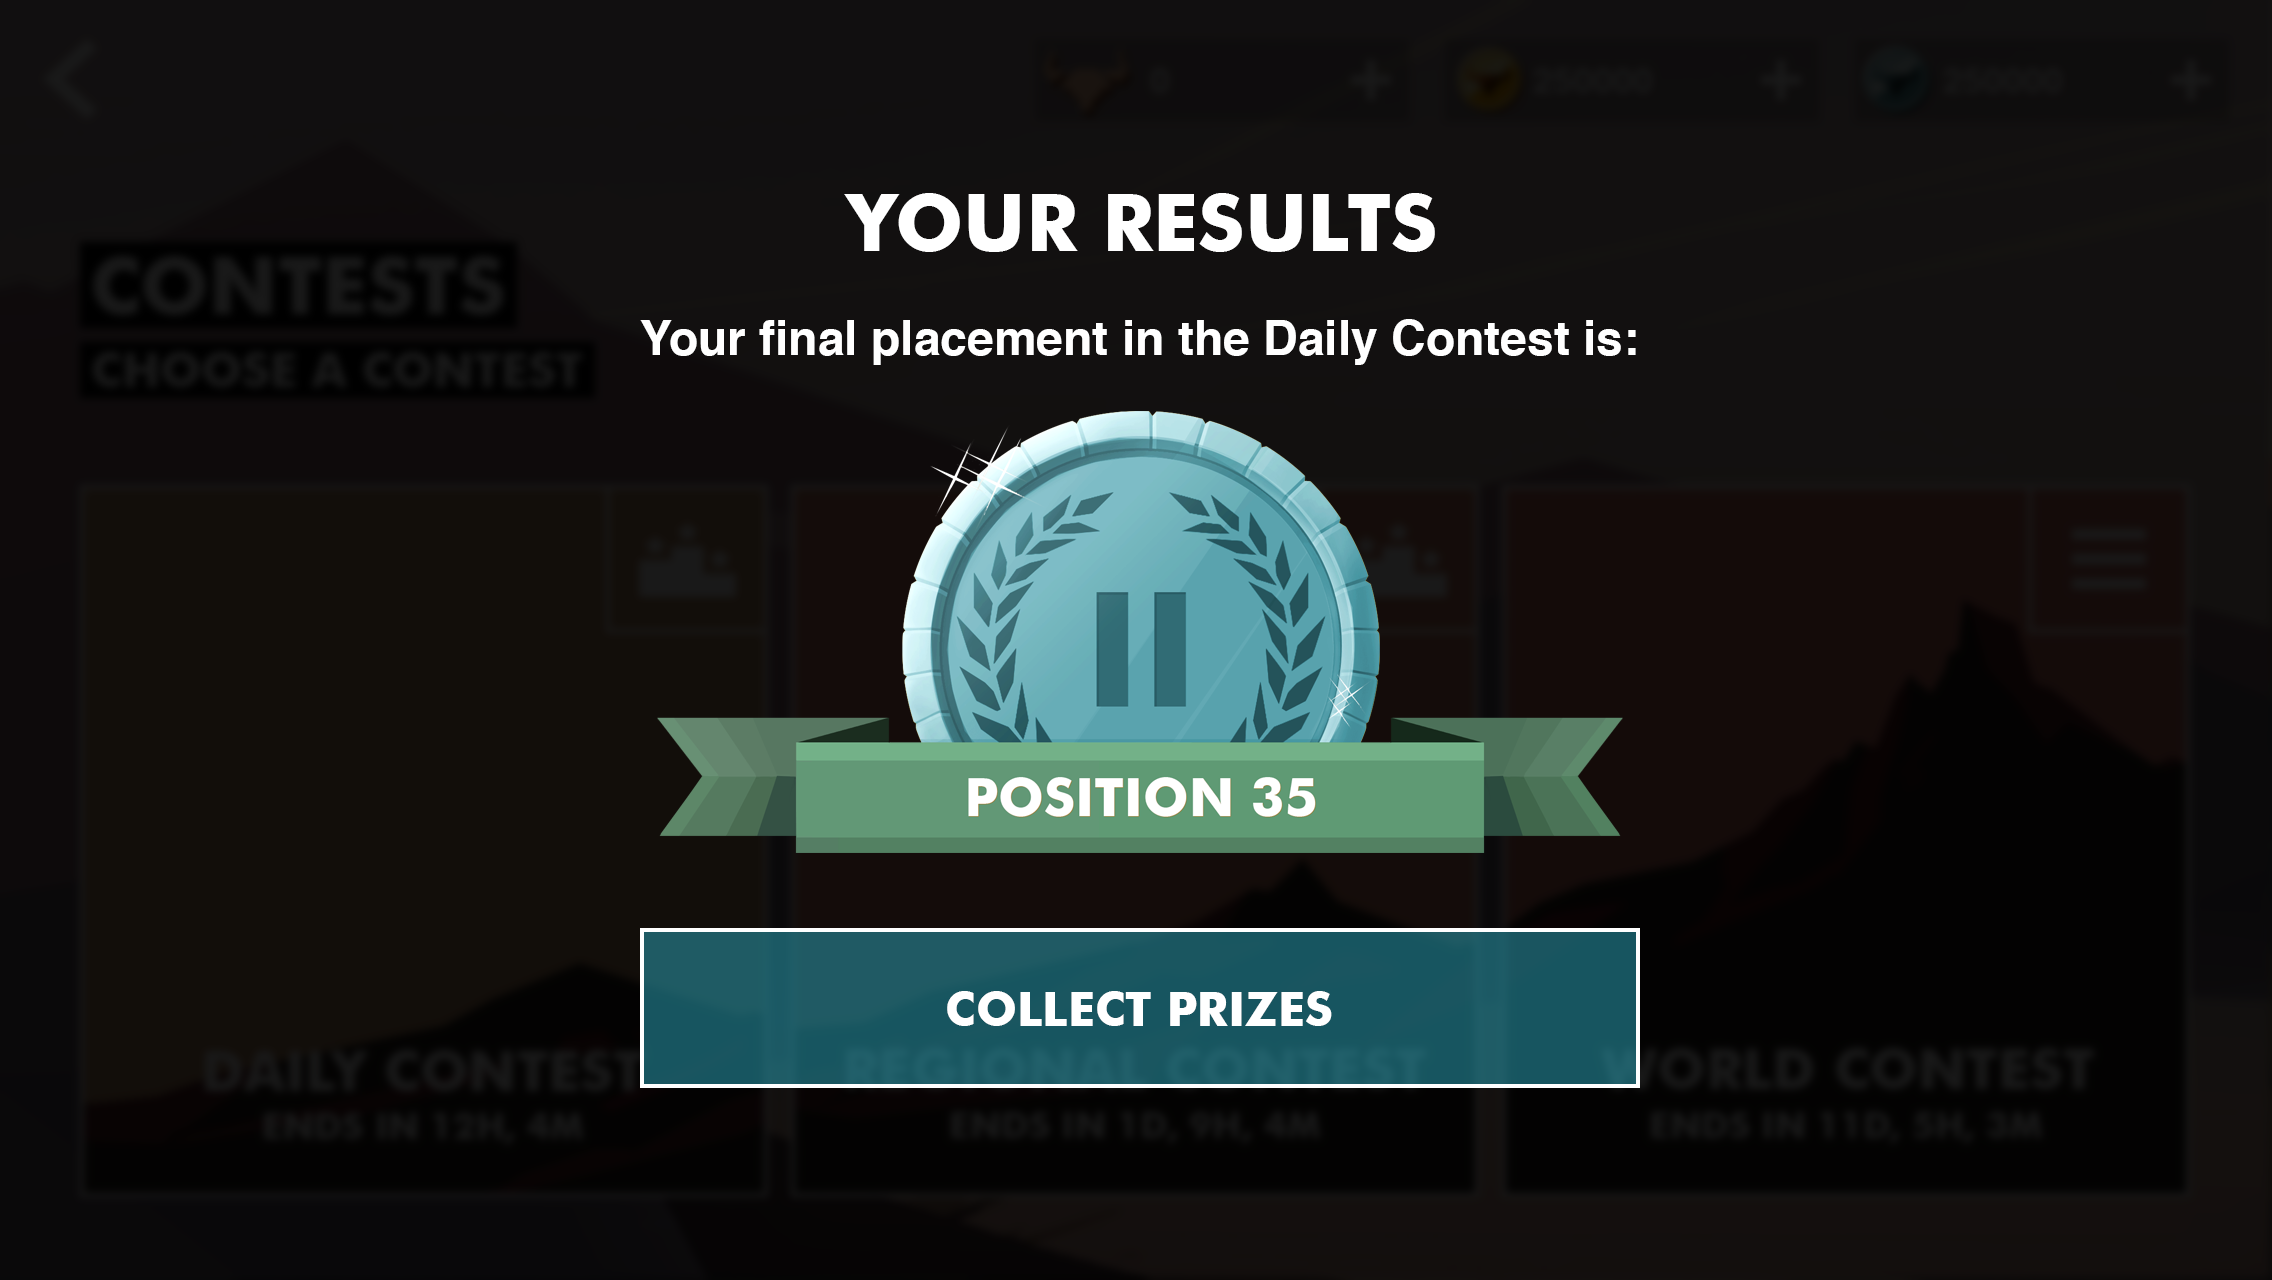 0
250000
250000
YOUR RESULTS
CONTESTS
Your final placement in the Daily Contest is:
CHOOSE A CONTEST
II
POSITION 35
COLLECT PRIZES
DAILY CONTEST
REGIONAL CONTEST
WORLD CONTEST
ENDS IN 12H, 4M
ENDS IN 1D, 9H, 4M
ENDS IN 11D, 5H, 3M